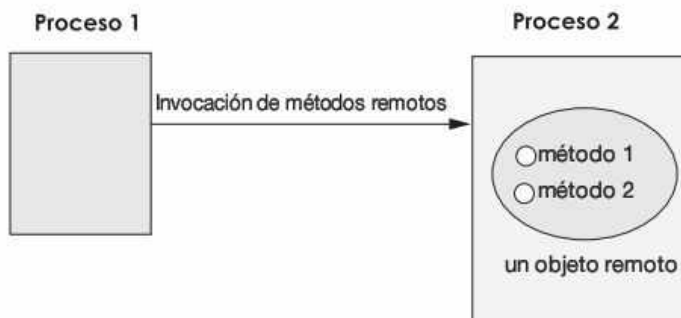 Proceso 1
Proceso 2
Invocación de métodos remotos
método 1
método 2
un objeto remoto